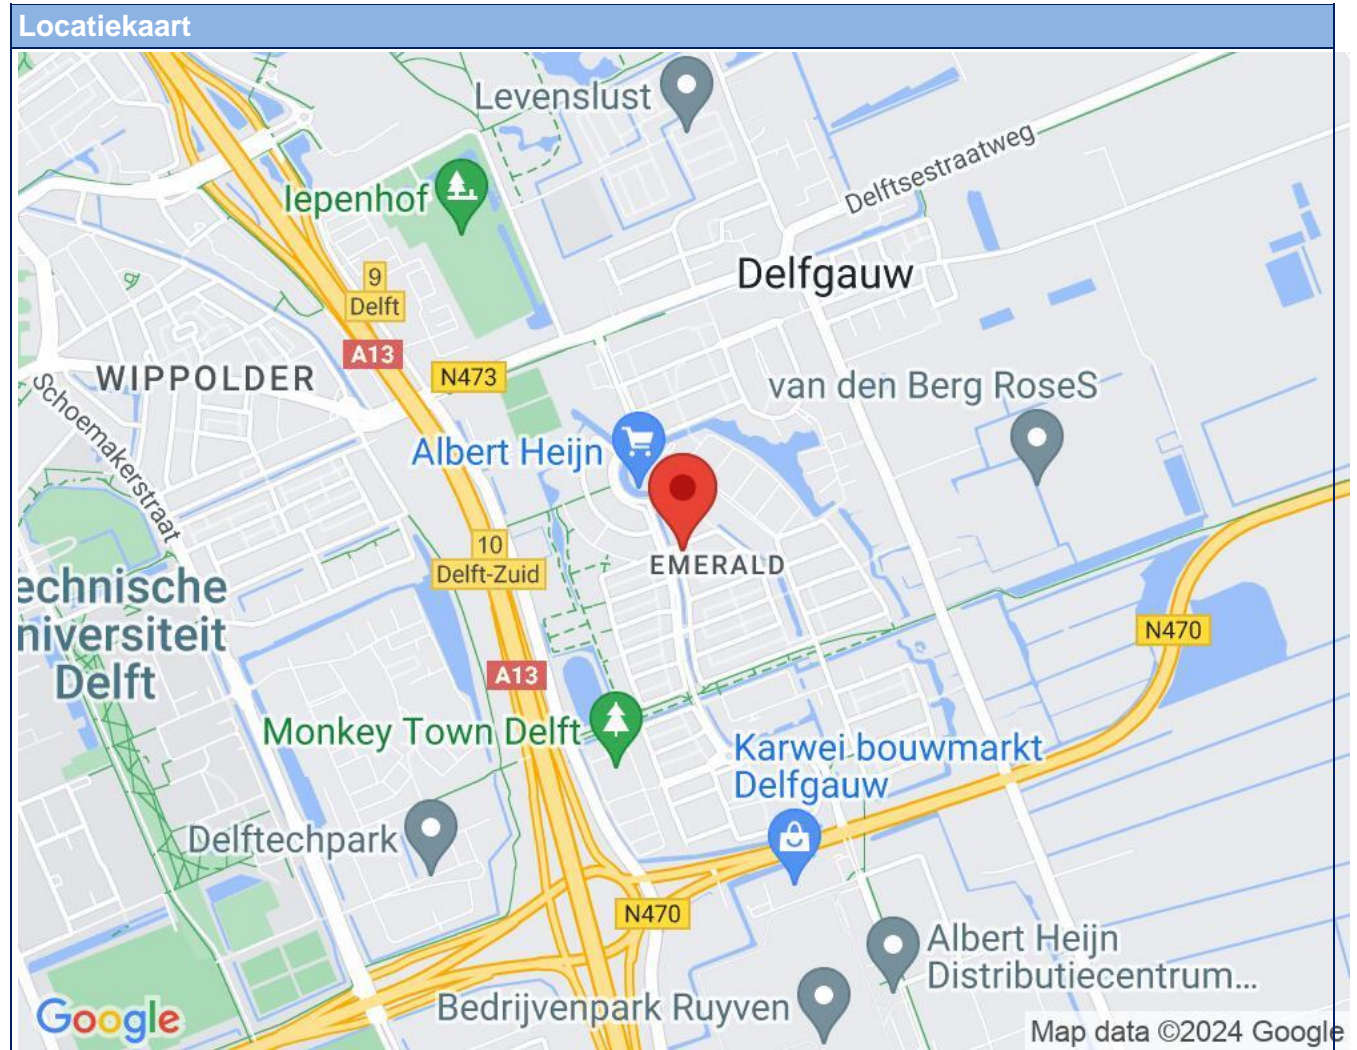 Locatiekaart
Levenslust
Delftsestraatweg
Iepenhof
Delfgauw
9
Delft
A13
WIPPOLDER
N473
van den Berg RoseS
Schoemakerstraat
Albert Heijn
10
Delft-Zuid
EMERALD
echnische
niversiteit
Delft
N470
A13
Monkey Town Delft
Karwei bouwmarkt
Delfgauw
Delftechpark
N470
Albert Heijn
Distributiecentrum...
Bedrijvenpark Ruyven
Google
Map data ©2024 Google